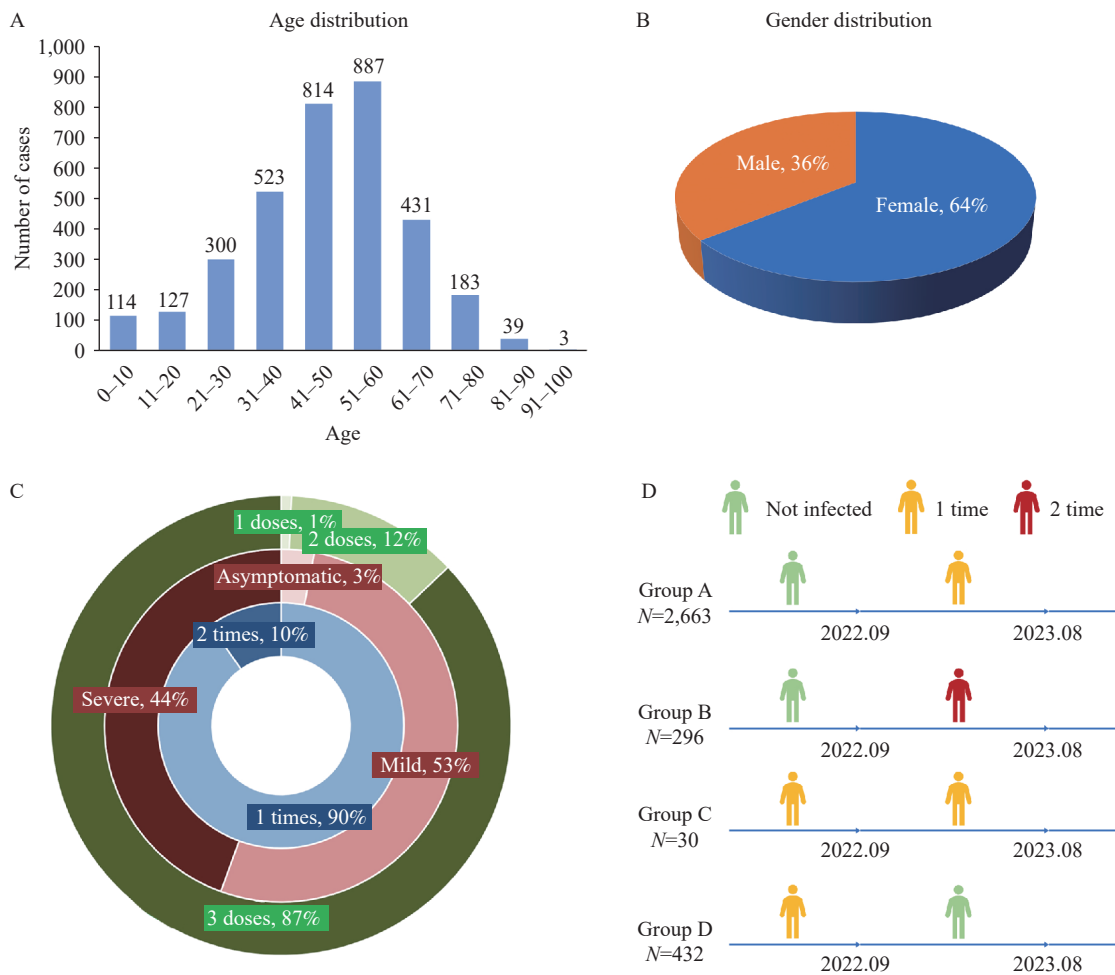 A
Age distribution
Number of cases
1,000
900
800
700
600
500
400
300
200
100
0
114
127
300
523
814
887
431
183
39
3
0–10
11–20
21–30
31–40
41–50
51–60
61–70
71–80
81–90
91–100
Age
B
Gender distribution
Male, 36%
Female, 64%
C
1 doses, 1%
2 doses, 12%
Asymptomatic, 3%
2 times, 10%
Severe, 44%
Mild, 53%
1 times, 90%
3 doses, 87%
D
Not infected
1 time
2 time
Group A
N=2,663
2022.09
2023.08
Group B
N=296
2022.09
2023.08
Group C
N=30
2022.09
2023.08
Group D
N=432
2022.09
2023.08